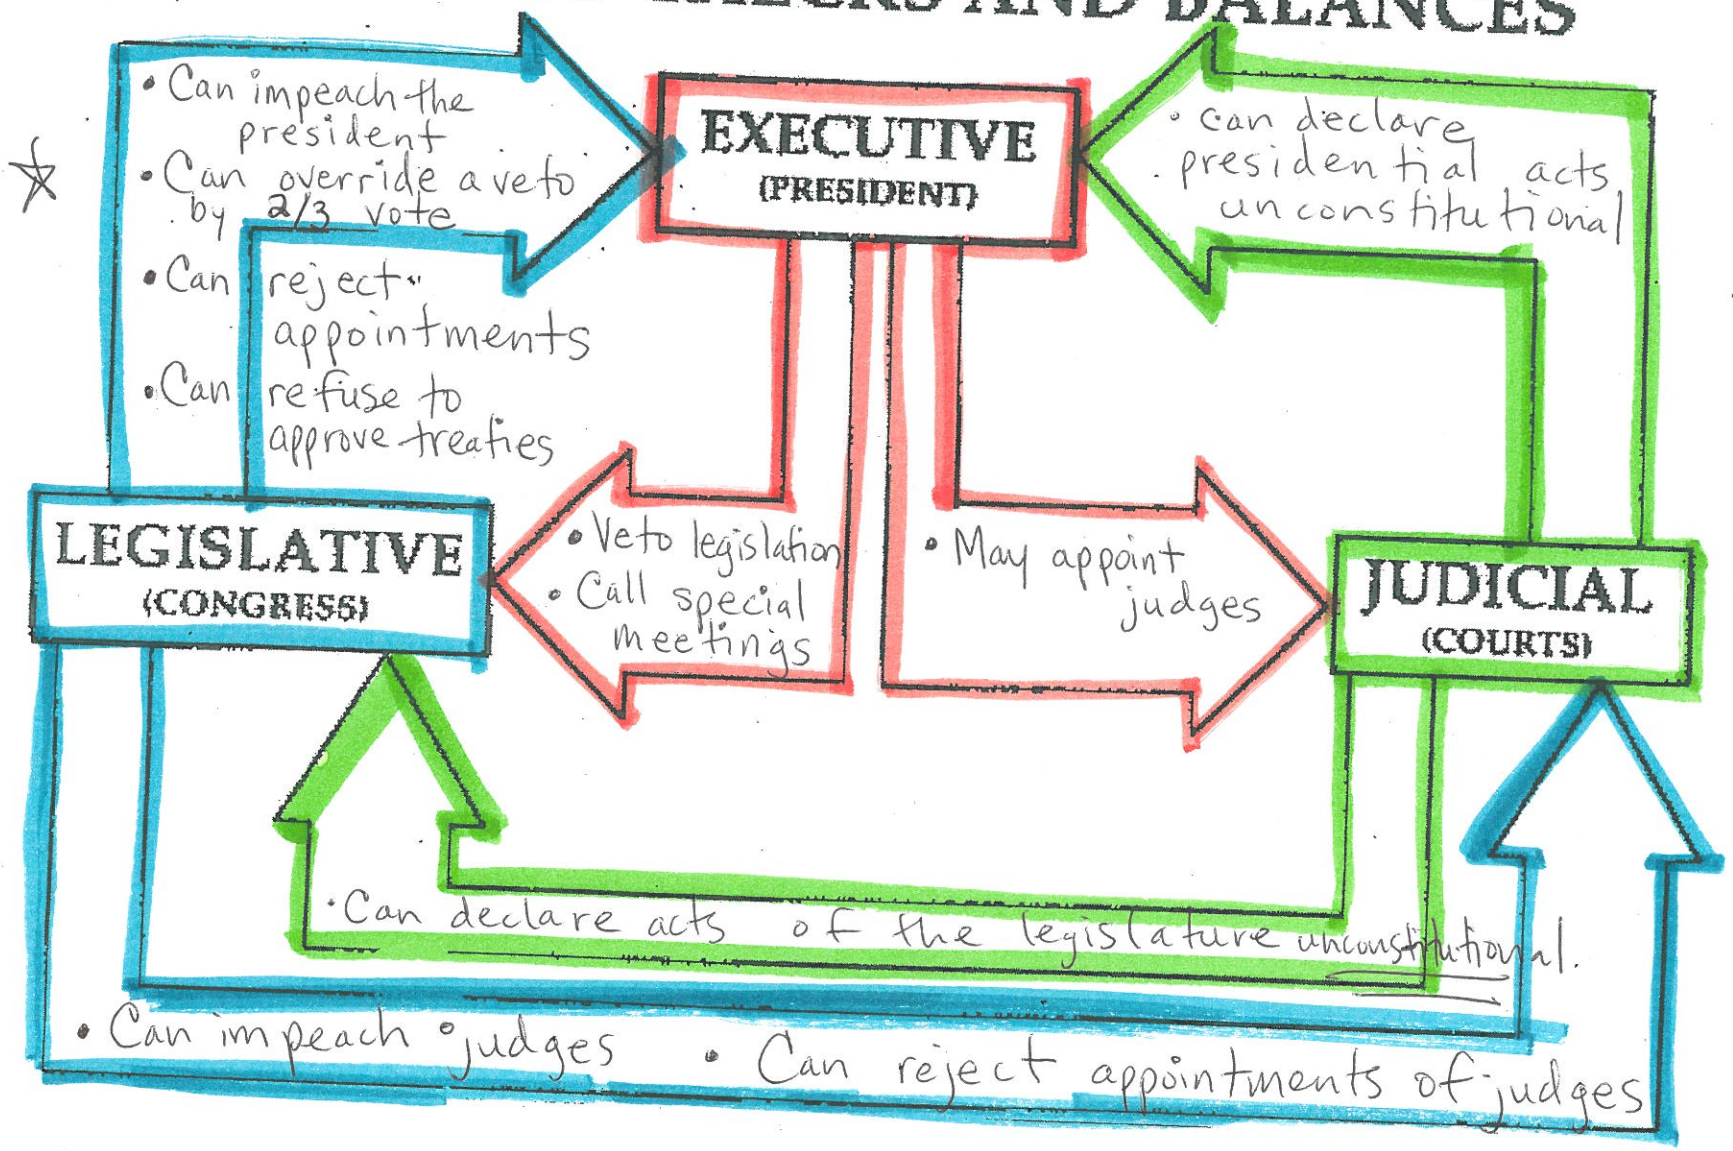 AND BALANCES
• Can impeach the
president
• Can override a veto
by 2/3 vote
• Can reject
appointments
• Can refuse to
approve treaties
EXECUTIVE
(PRESIDENT)
• can declare
presidential acts
unconstitutional
LEGISLATIVE
(CONGRESS)
• Veto legislation
• Call special
meetings
• May appoint
judges
JUDICIAL
(COURTS)
• Can declare acts of the legislature unconstitutional.
• Can impeach judges • Can reject appointments of judges